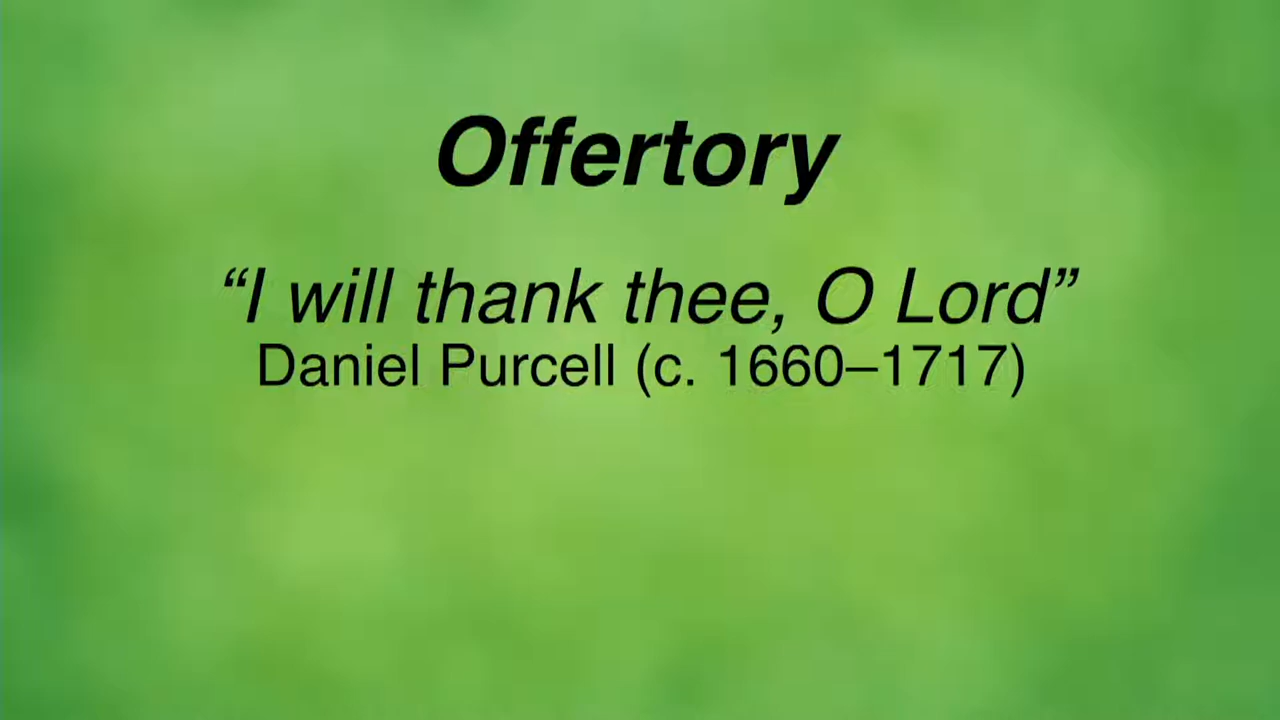 Offertory
“I will thank thee, O Lord”
Daniel Purcell (c. 1660–1717)